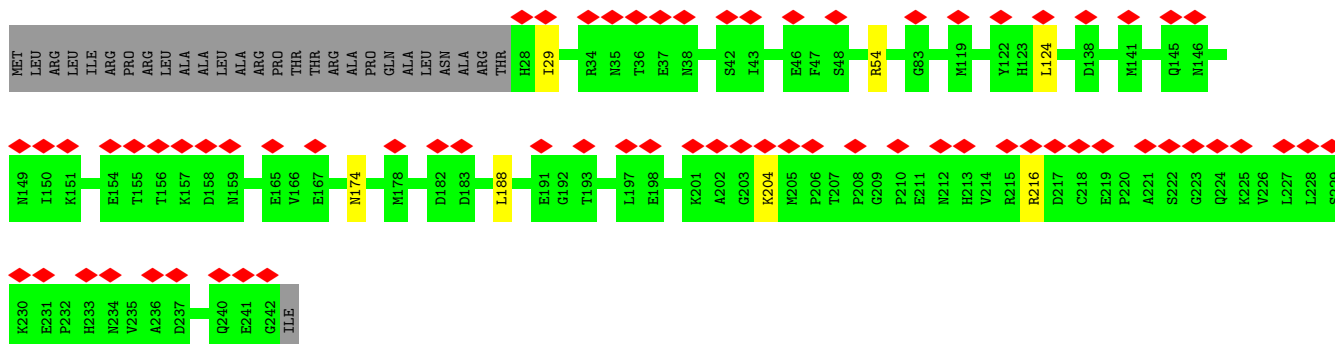 MET LEU ARG LEU ILE ARG PRO ARG LEU ALA ALA LEU ALA ARG PRO THR THR ARG ALA PRO GLN ALA LEU ASN ALA ARG THR H28 I29 R34 N35 T36 E37 N38 S42 I43 E46 F47 S48 R54 G83 M119 Y122 H123 L124 D138 M141 Q145 N146
N149 I150 K151 E154 T155 T156 K157 D158 N159 E165 V166 E167 N174 M178 D182 D183 L188 E191 G192 T193 L197 E198 K201 A202 G203 K204 M205 P206 T207 P208 G209 P210 E211 N212 H213 V214 R215 R216 D217 C218 E219 P220 A221 S222 G223 Q224 K225 V226 L227 L228 S229
K230 E231 P232 H233 N234 V235 A236 D237 Q240 E241 G242 ILE